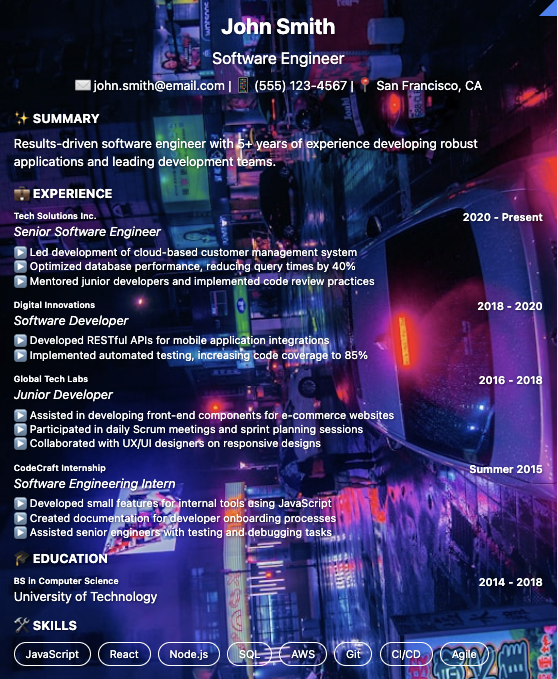 John Smith
Software Engineer
✉️ john.smith@email.com | 📱 (555) 123-4567 | 📍 San Francisco, CA
✨ SUMMARY
Results-driven software engineer with 5+ years of experience developing robust
applications and leading development teams.
💼 EXPERIENCE
Tech Solutions Inc. 2020 - Present
Senior Software Engineer
▶️ Led development of cloud-based customer management system
▶️ Optimized database performance, reducing query times by 40%
▶️ Mentored junior developers and implemented code review practices
Digital Innovations 2018 - 2020
Software Developer
▶️ Developed RESTful APIs for mobile application integrations
▶️ Implemented automated testing, increasing code coverage to 85%
Global Tech Labs 2016 - 2018
Junior Developer
▶️ Assisted in developing front-end components for e-commerce websites
▶️ Participated in daily Scrum meetings and sprint planning sessions
▶️ Collaborated with UX/UI designers on responsive designs
CodeCraft Internship Summer 2015
Software Engineering Intern
▶️ Developed small features for internal tools using JavaScript
▶️ Created documentation for developer onboarding processes
▶️ Assisted senior engineers with testing and debugging tasks
🎓 EDUCATION
BS in Computer Science 2014 - 2018
University of Technology
🛠️ SKILLS
JavaScript React Node.js SQL AWS Git CI/CD Agile